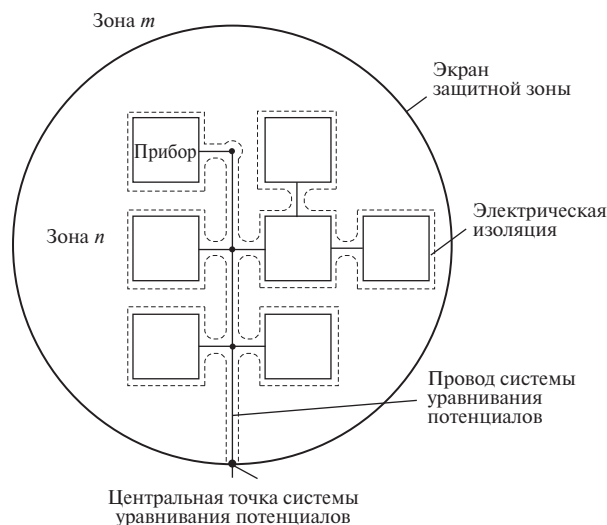 Зона m
Экран
защитной зоны
Прибор
Электрическая
изоляция
Зона n
Провод системы
уравнивания
потенциалов
Центральная точка системы
уравнивания потенциалов